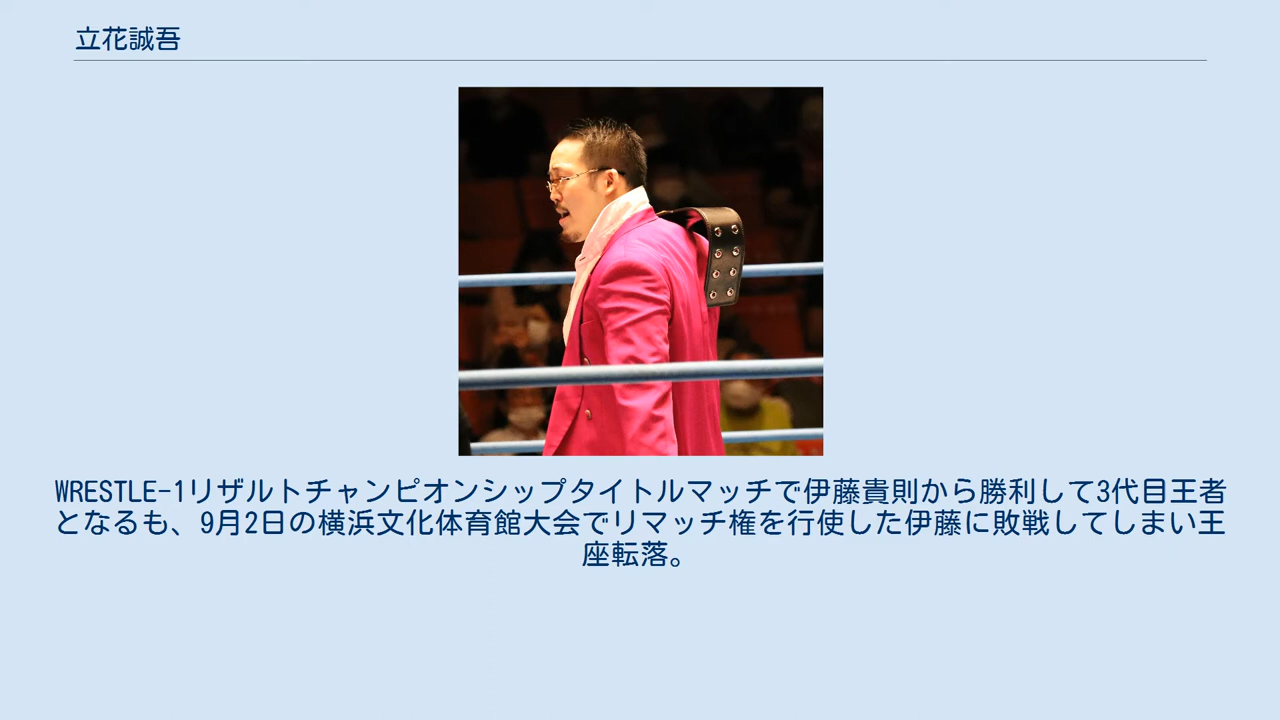 立花誠吾
WRESTLE-1リザルトチャンピオンシップタイトルマッチで伊藤貴則から勝利して3代目王者
となるも、9月2日の横浜文化体育館大会でリマッチ権を行使した伊藤に敗戦してしまい王
座転落。